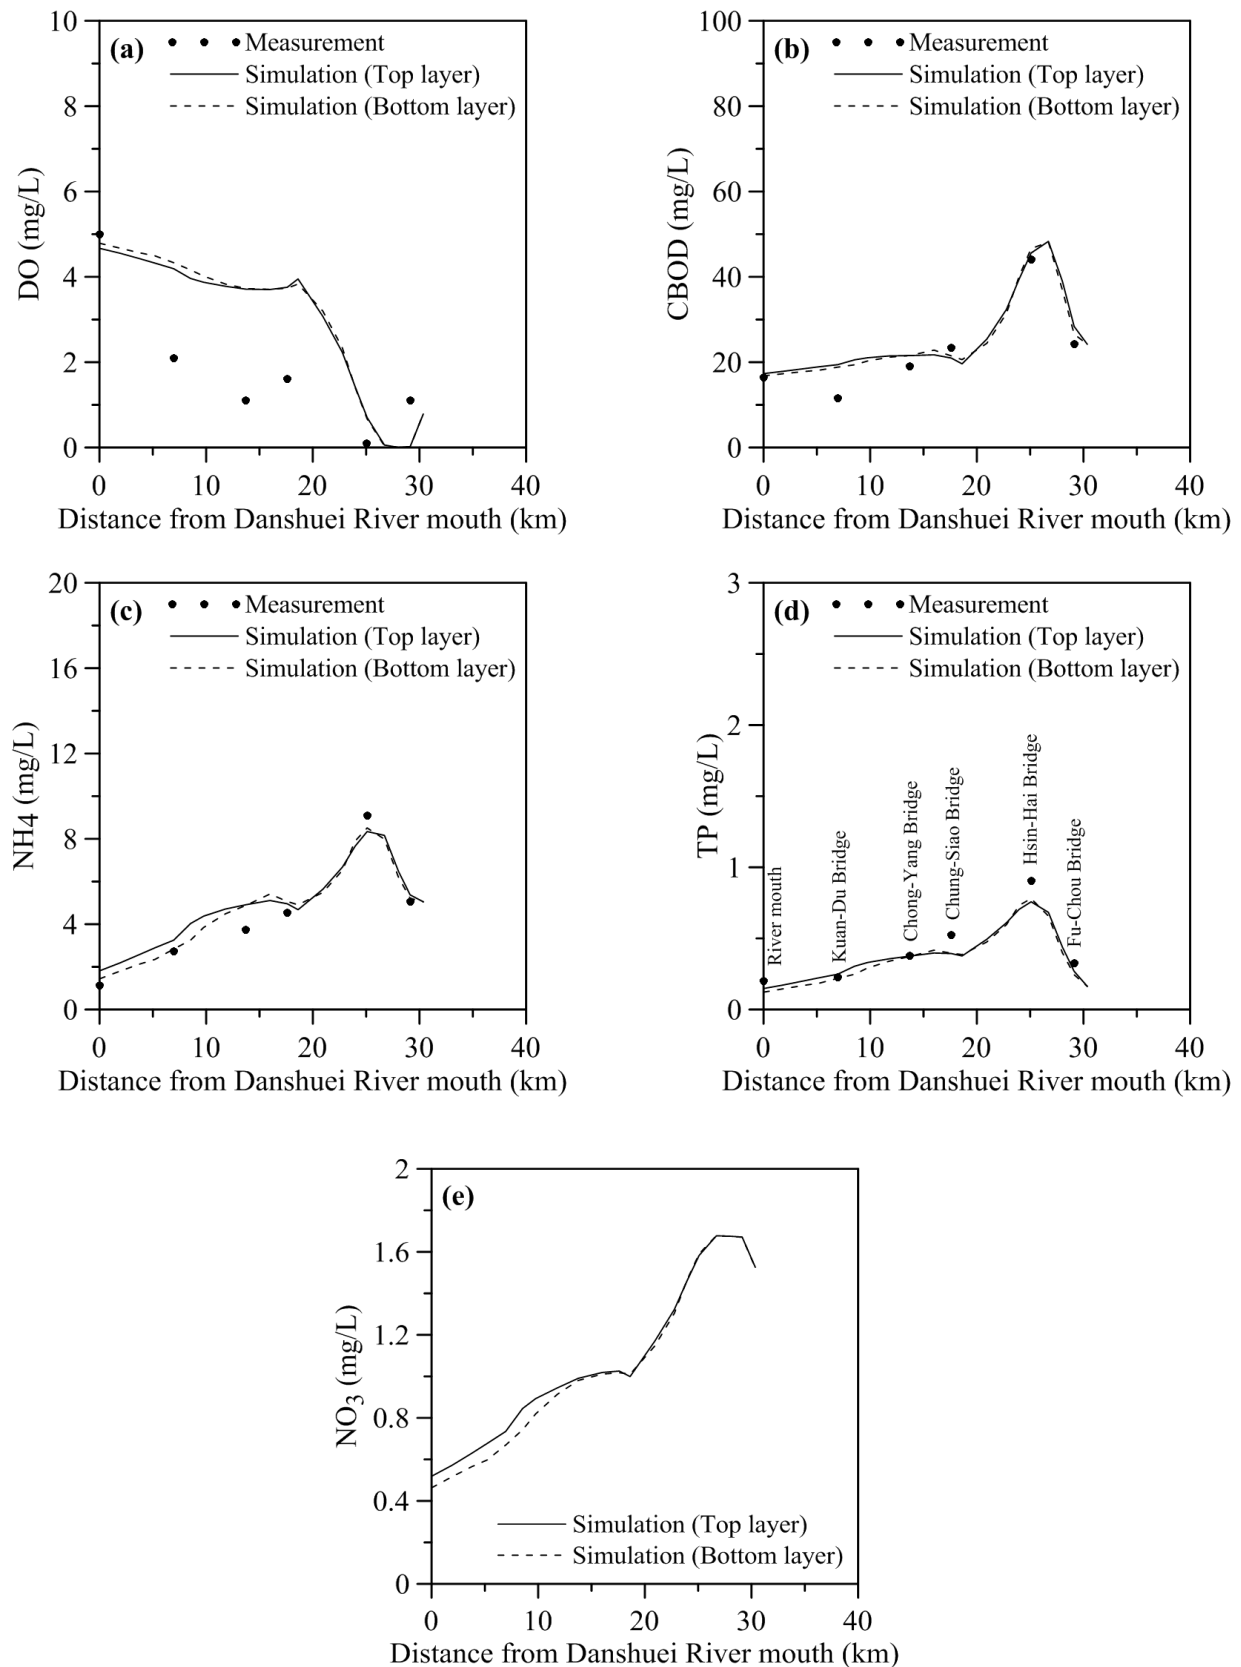 (a)
Measurement
Simulation (Top layer)
Simulation (Bottom layer)
DO (mg/L)
10
8
6
4
2
0
0 10 20 30 40
Distance from Danshuei River mouth (km)
(b)
Measurement
Simulation (Top layer)
Simulation (Bottom layer)
CBOD (mg/L)
100
80
60
40
20
0
0 10 20 30 40
Distance from Danshuei River mouth (km)
(c)
Measurement
Simulation (Top layer)
Simulation (Bottom layer)
NH4 (mg/L)
20
16
12
8
4
0
0 10 20 30 40
Distance from Danshuei River mouth (km)
(d)
Measurement
Simulation (Top layer)
Simulation (Bottom layer)
TP (mg/L)
3
2
1
0
River mouth
Kuan-Du Bridge
Chong-Yang Bridge
Chung-Siao Bridge
Hsin-Hai Bridge
Fu-Chou Bridge
0 10 20 30 40
Distance from Danshuei River mouth (km)
(e)
NO3 (mg/L)
2
1.6
1.2
0.8
0.4
0
Simulation (Top layer)
Simulation (Bottom layer)
0 10 20 30 40
Distance from Danshuei River mouth (km)